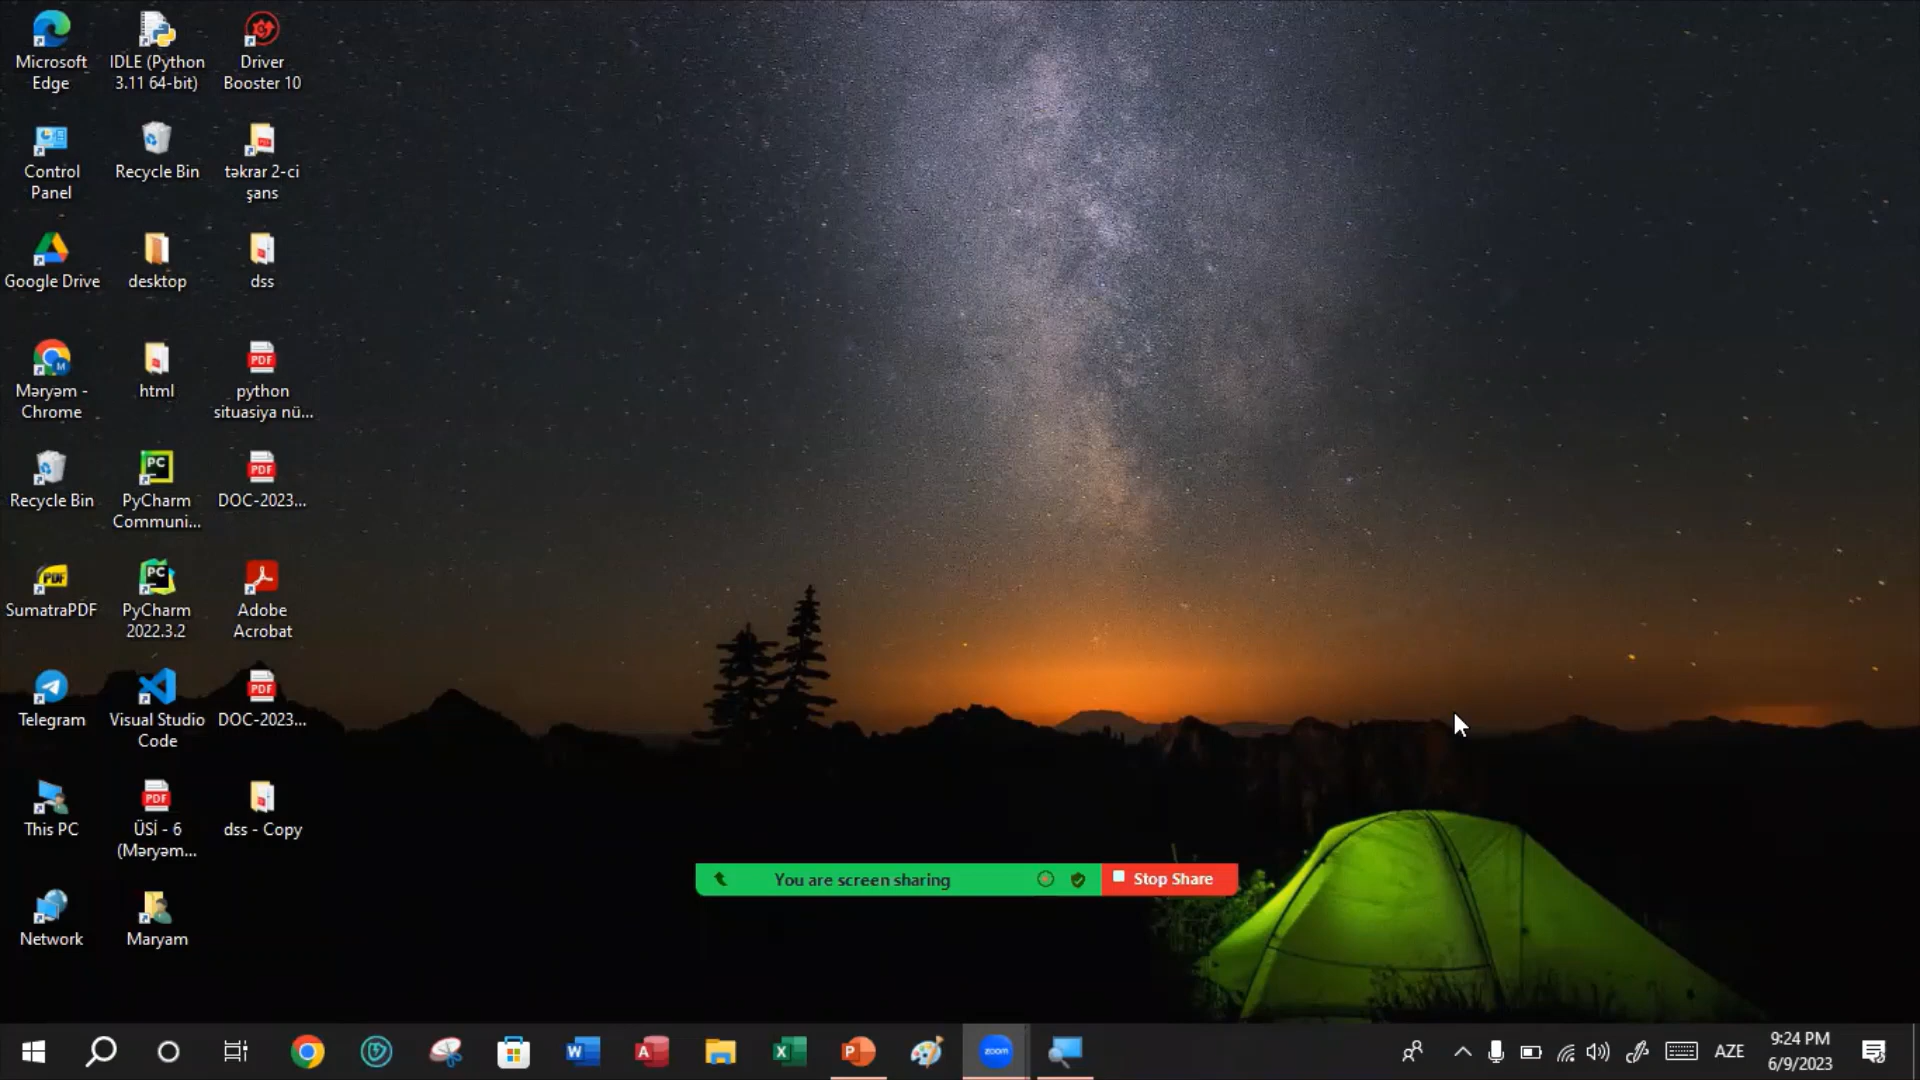 Microsoft
Edge
IDLE (Python
3.11 64-bit)
Driver
Booster 10
Control
Panel
Recycle Bin
təkrar 2-ci
şans
Google Drive
desktop
dss
Məryəm -
Chrome
html
python
situasiya nü...
Recycle Bin
PyCharm
Communi...
DOC-2023...
SumatraPDF
PyCharm
2022.3.2
Adobe
Acrobat
Telegram
Visual Studio
Code
DOC-2023...
This PC
ÜSİ - 6
(Məryəm...
dss - Copy
Network
Maryam
You are screen sharing
Stop Share
zoom
AZE
9:24 PM
6/9/2023